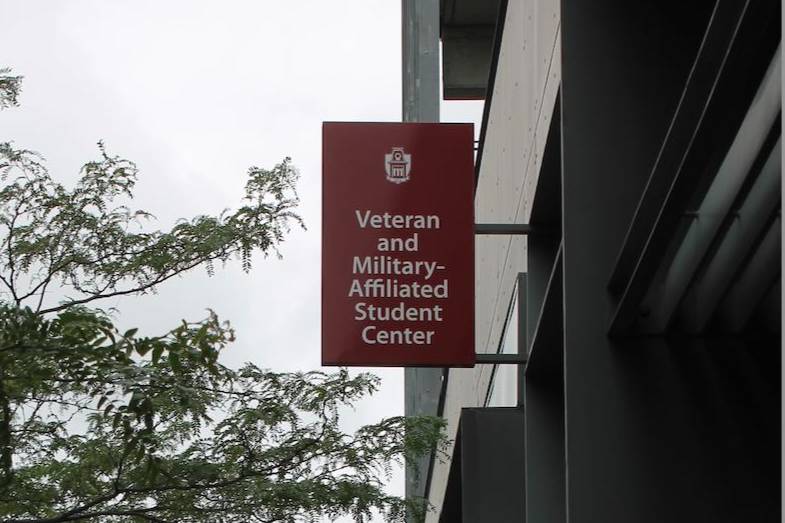 Veteran
and
Military-
Affiliated
Student
Center